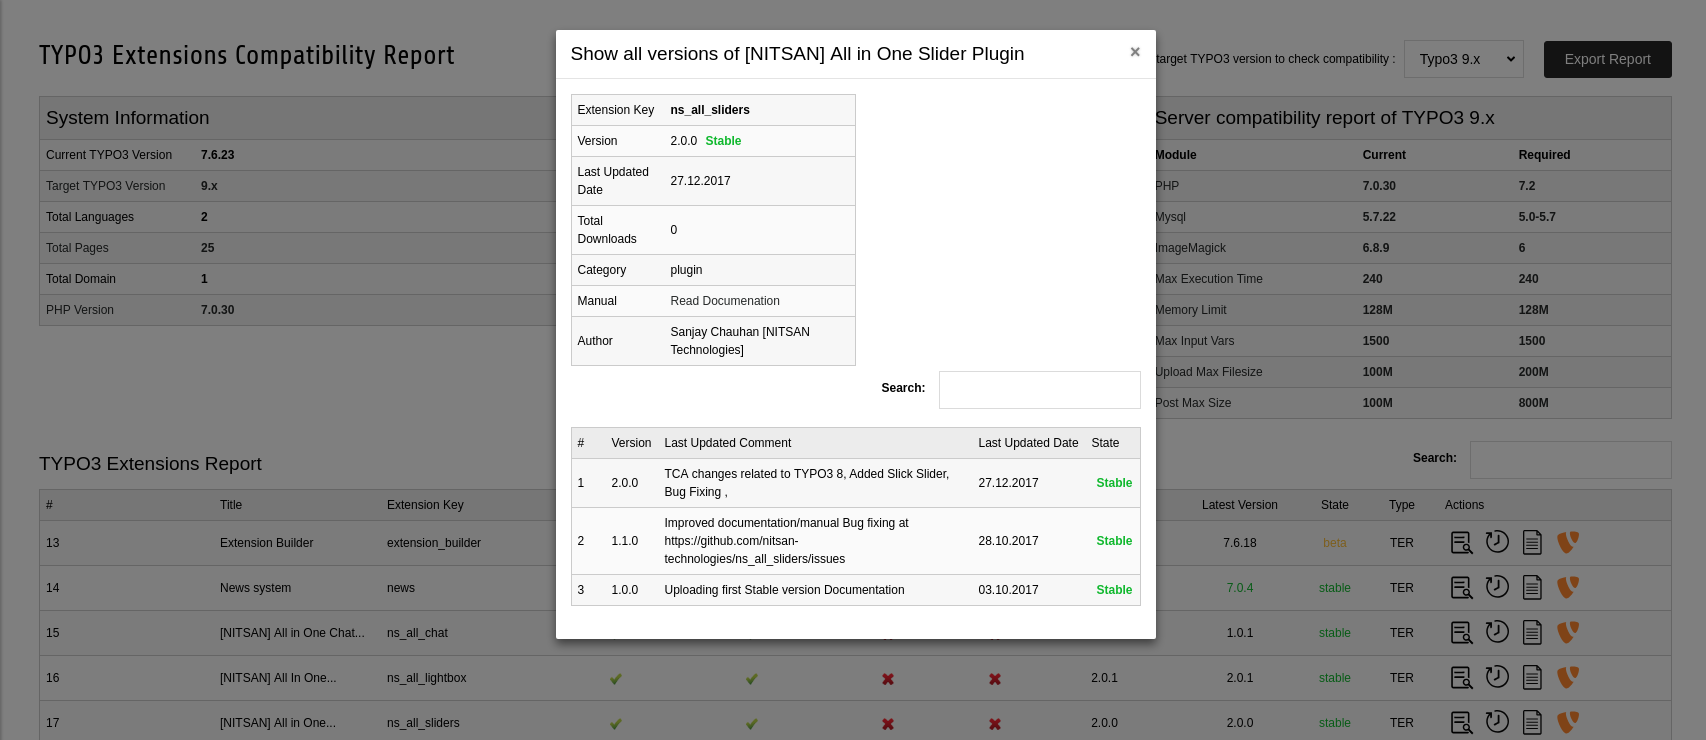 TYPO3 Extensions Compatibility Report
target TYPO3 version to check compatibility : Typo3 9.x Export Report
System Information
Current TYPO3 Version 7.6.23
Target TYPO3 Version 9.x
Total Languages 2
Total Pages 25
Total Domain 1
PHP Version 7.0.30
Show all versions of [NITSAN] All in One Slider Plugin ×
Extension Key ns_all_sliders
Version 2.0.0 Stable
Last Updated
Date
27.12.2017
Total
Downloads
0
Category plugin
Manual Read Documenation
Author
Sanjay Chauhan [NITSAN
Technologies]
Search:
# Version Last Updated Comment Last Updated Date State
1 2.0.0 TCA changes related to TYPO3 8, Added Slick Slider,
Bug Fixing ,
27.12.2017 Stable
2 1.1.0 Improved documentation/manual Bug fixing at
https://github.com/nitsan-
technologies/ns_all_sliders/issues
28.10.2017 Stable
3 1.0.0 Uploading first Stable version Documentation 03.10.2017 Stable
Server compatibility report of TYPO3 9.x
Module Current Required
PHP 7.0.30 7.2
Mysql 5.7.22 5.0-5.7
ImageMagick 6.8.9 6
Max Execution Time 240 240
Memory Limit 128M 128M
Max Input Vars 1500 1500
Upload Max Filesize 100M 200M
Post Max Size 100M 800M
TYPO3 Extensions Report
Search:
# Title Extension Key Latest Version State Type Actions
13 Extension Builder extension_builder 7.6.18 beta TER
14 News system news 7.0.4 stable TER
15 [NITSAN] All in One Chat... ns_all_chat 1.0.1 stable TER
16 [NITSAN] All In One... ns_all_lightbox 2.0.1 2.0.1 stable TER
17 [NITSAN] All in One... ns_all_sliders 2.0.0 2.0.0 stable TER